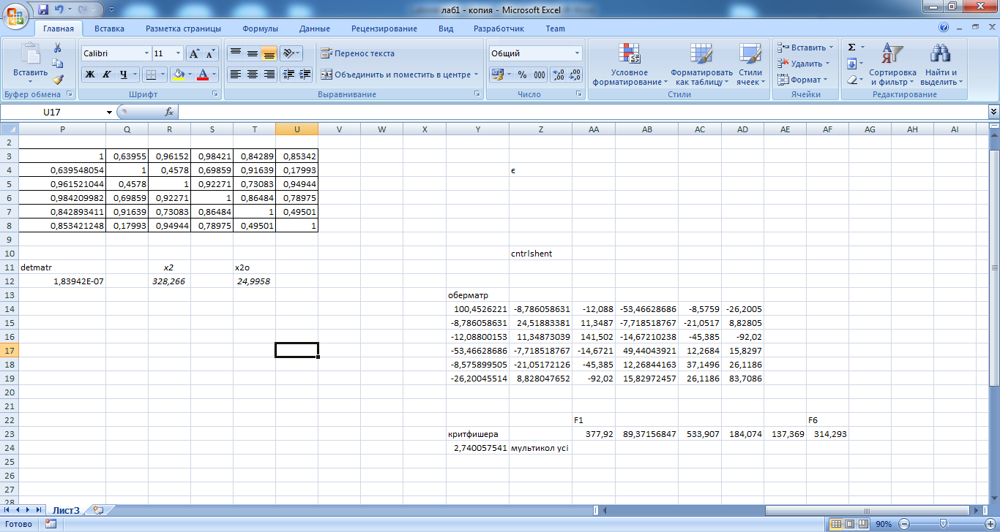 лаб1 - копия - Microsoft Excel
Главная Вставка Разметка страницы Формулы Данные Рецензирование Вид Разработчик Team
Calibri 11 Перенос текста Общий Вставить
Вставить Условное форматирование Форматировать как таблицу Стили ячеек Удалить Сортировка и фильтр Найти и выделить
Ж К Ч Объединить и поместить в центре % 000 Формат
Буфер обмена Шрифт Выравнивание Число Стили Ячейки Редактирование
U17 fx
P Q R S T U V W X Y Z AA AB AC AD AE AF AG AH AI
2
3 1 0,63955 0,96152 0,98421 0,84289 0,85342
4 0,639548054 1 0,4578 0,69859 0,91639 0,17993 є
5 0,961521044 0,4578 1 0,92271 0,73083 0,94944
6 0,984209982 0,69859 0,92271 1 0,86484 0,78975
7 0,842893411 0,91639 0,73083 0,86484 1 0,49501
8 0,853421248 0,17993 0,94944 0,78975 0,49501 1
9
10 cntrlshent
11 detmatr x2 x2o
12 1,83942E-07 328,266 24,9958
13 оберматр
14 100,4526221 -8,786058631 -12,088 -53,46628686 -8,5759 -26,2005
15 -8,786058631 24,51883381 11,3487 -7,718518767 -21,0517 8,82805
16 -12,08800153 11,34873039 141,502 -14,67210238 -45,385 -92,02
17 -53,46628686 -7,718518767 -14,6721 49,44043921 12,2684 15,8297
18 -8,575899505 -21,05172126 -45,385 12,26844163 37,1496 26,1186
19 -26,20045514 8,828047652 -92,02 15,82972457 26,1186 83,7086
20
21
22 F1 F6
23 критфишера 377,92 89,37156847 533,907 184,074 137,369 314,293
24 2,740057541 мультикол усі
25
26
27
28
Лист3
Готово 90%